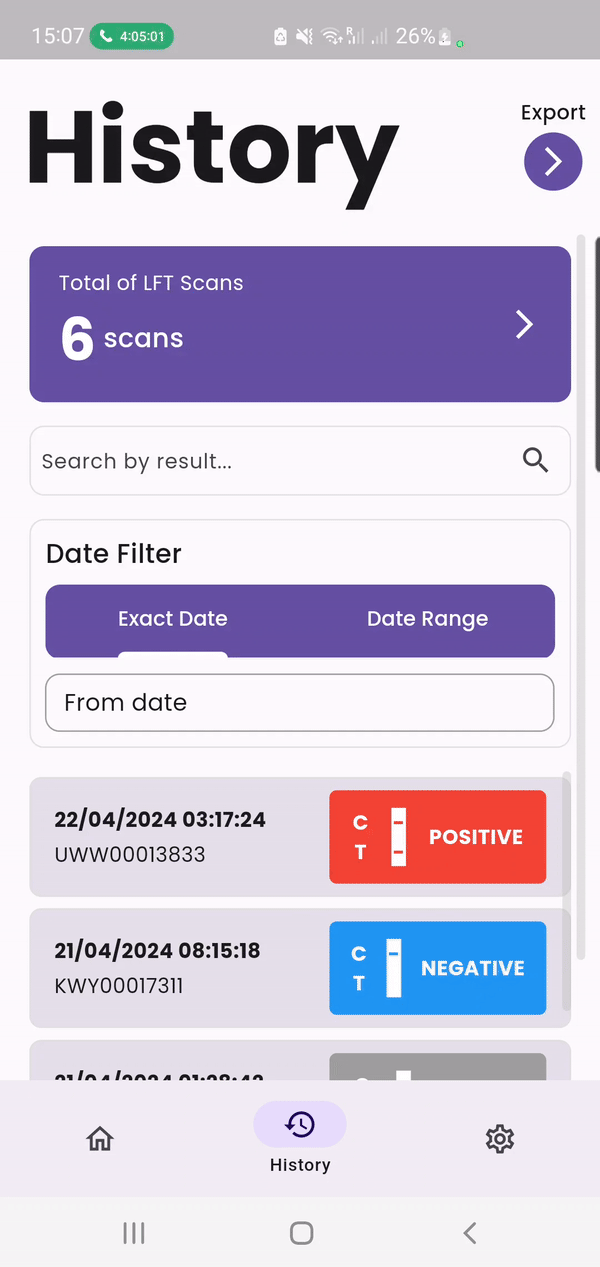 15:07 4:05:01 R 26%
History
Export
Total of LFT Scans
6 scans
Search by result...
Date Filter
Exact Date Date Range
From date
22/04/2024 03:17:24
UWW00013833
C
T
POSITIVE
21/04/2024 08:15:18
KWY00017311
C
T
NEGATIVE
History